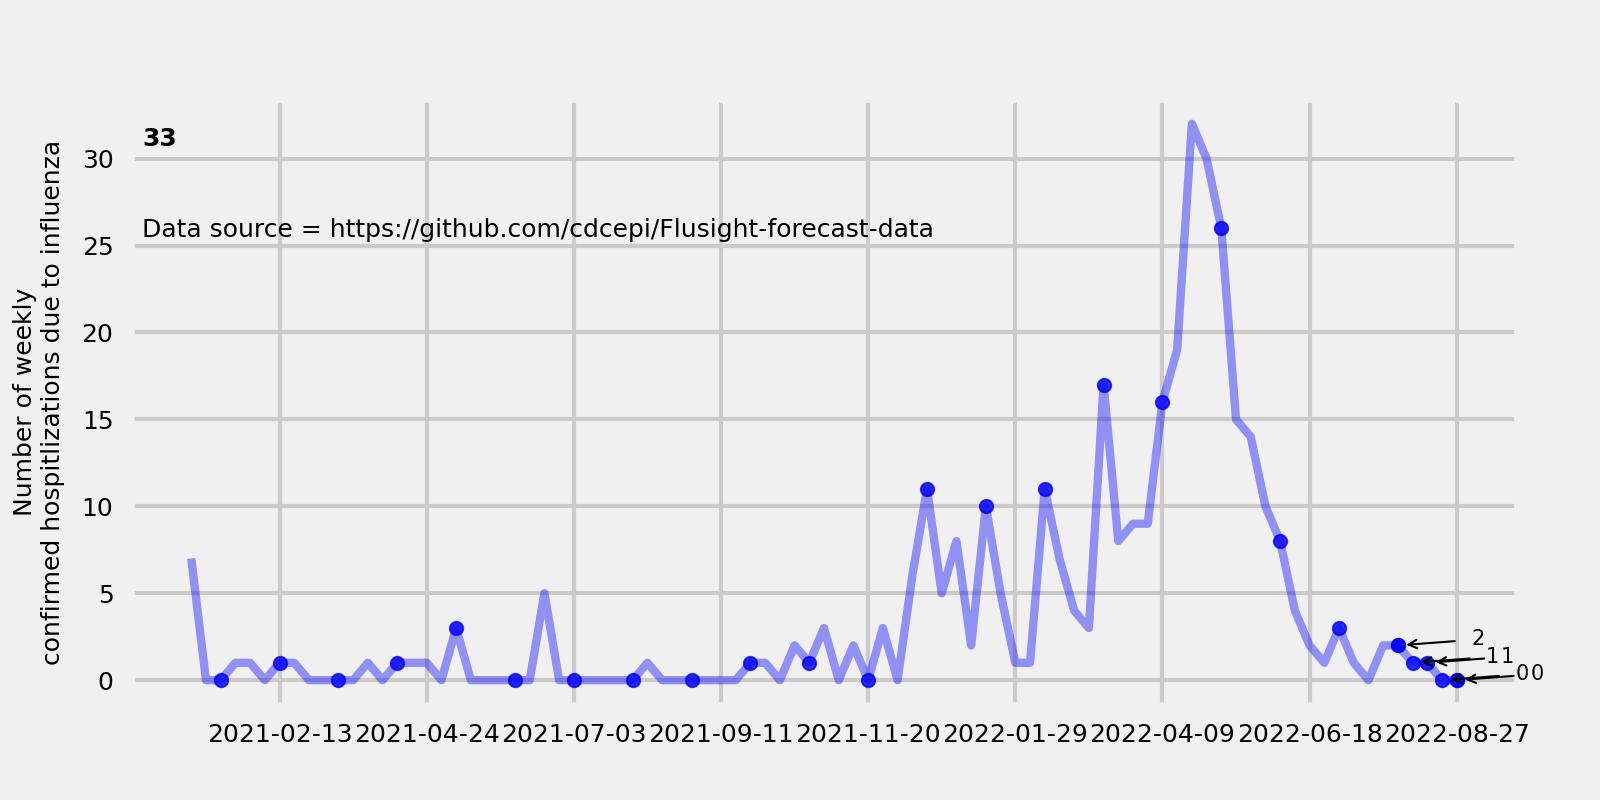 33
Data source = https://github.com/cdcepi/Flusight-forecast-data
Number of weekly
confirmed hospitlizations due to influenza
30
25
20
15
10
5
0
2
11
00
2021-02-13 2021-04-24 2021-07-03 2021-09-11 2021-11-20 2022-01-29 2022-04-09 2022-06-18 2022-08-27